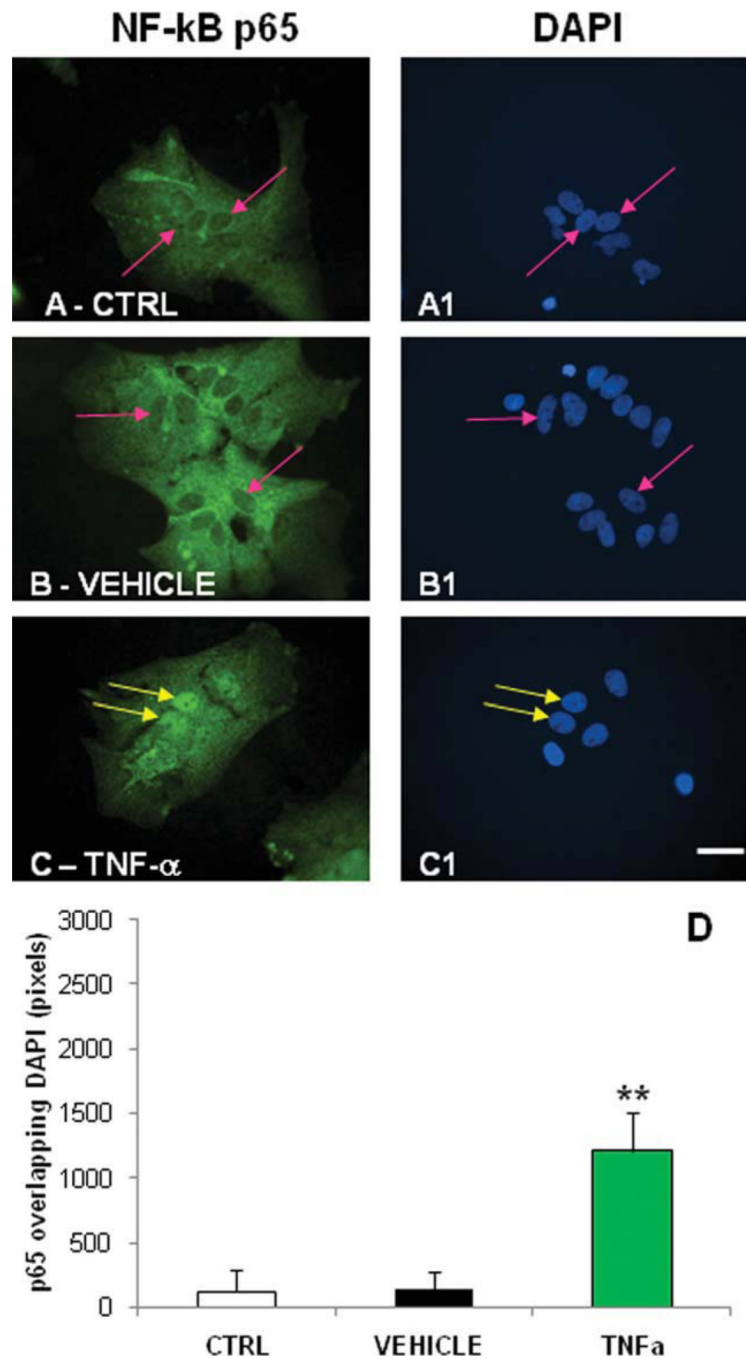 NF-kB p65 DAPI
A - CTRL A1
B - VEHICLE B1
C – TNF-α C1
D
p65 overlapping DAPI (pixels)
3000
2500
2000
1500
1000
500
0
**
CTRL VEHICLE TNFa